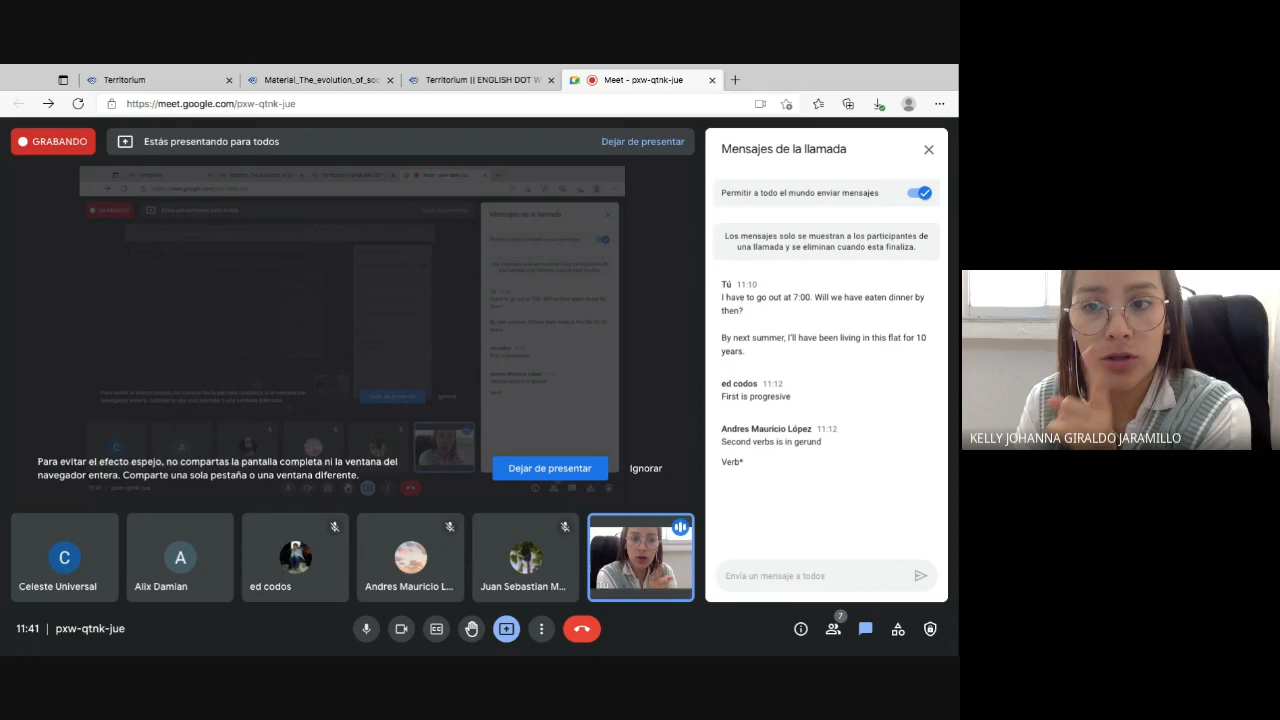 Territorium
Material_The_evolution_of_soc
Territorium || ENGLISH DOT W
Meet - pxw-qtnk-jue
https://meet.google.com/pxw-qtnk-jue
GRABANDO
Estás presentando para todos
Dejar de presentar
Mensajes de la llamada
Permitir a todo el mundo enviar mensajes
Los mensajes solo se muestran a los participantes de
una llamada y se eliminan cuando esta finaliza.
Tú 11:10
I have to go out at 7:00. Will we have eaten dinner by
then?
By next summer, I'll have been living in this flat for 10
years.
ed codos 11:12
First is progresive
Andres Mauricio López 11:12
Second verbs is in gerund
Verb*
Envía un mensaje a todos
Para evitar el efecto espejo, no compartas la pantalla completa ni la ventana del
navegador entera. Comparte una sola pestaña o una ventana diferente.
Dejar de presentar
Ignorar
C
Celeste Universal
A
Alix Damian
ed codos
Andres Mauricio L...
Juan Sebastian M...
11:41 | pxw-qtnk-jue
7
KELLY JOHANNA GIRALDO JARAMILLO